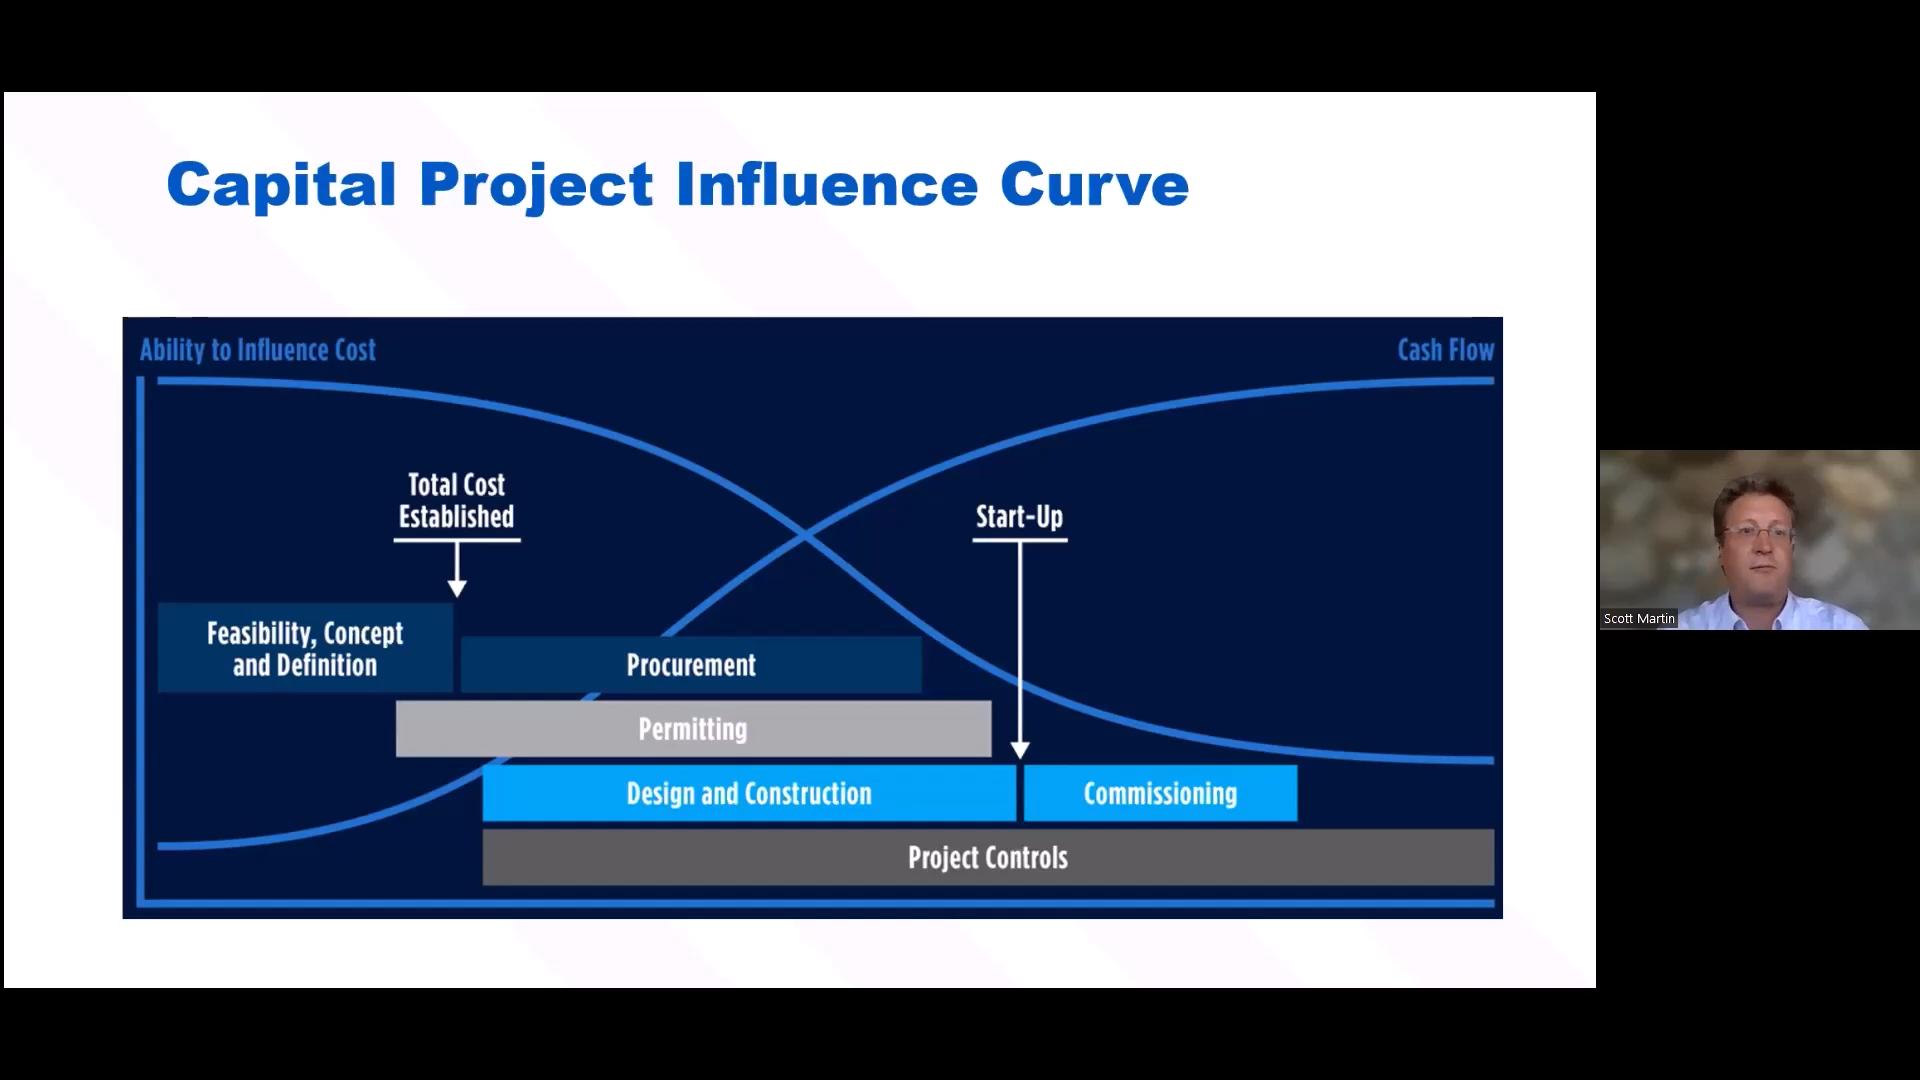 Capital Project Influence Curve
Ability to Influence Cost
Cash Flow
Total Cost
Established
Start-Up
Feasibility, Concept
and Definition
Procurement
Permitting
Design and Construction
Commissioning
Project Controls
Scott Martin